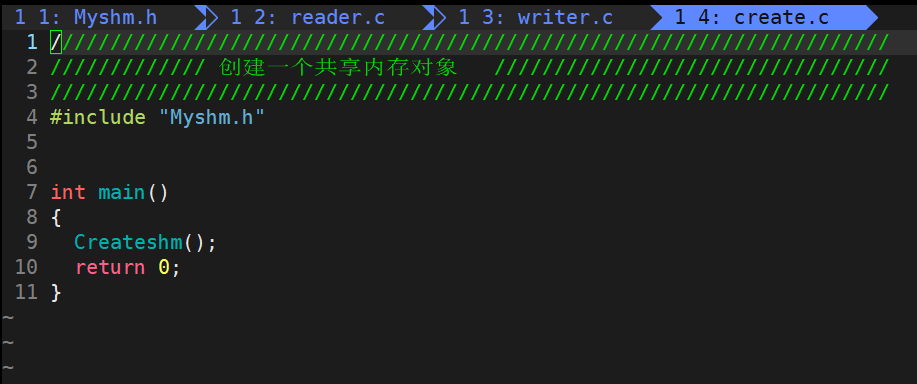 1 1: Myshm.h 1 2: reader.c 1 3: writer.c 1 4: create.c
1 //////////////////////////////////////////////////////////////////////
2 ///////////// 创建一个共享内存对象 /////////////////////////////////
3 //////////////////////////////////////////////////////////////////////
4 #include "Myshm.h"
5
6
7 int main()
8 {
9 Createshm();
10 return 0;
11 }
~
~
~